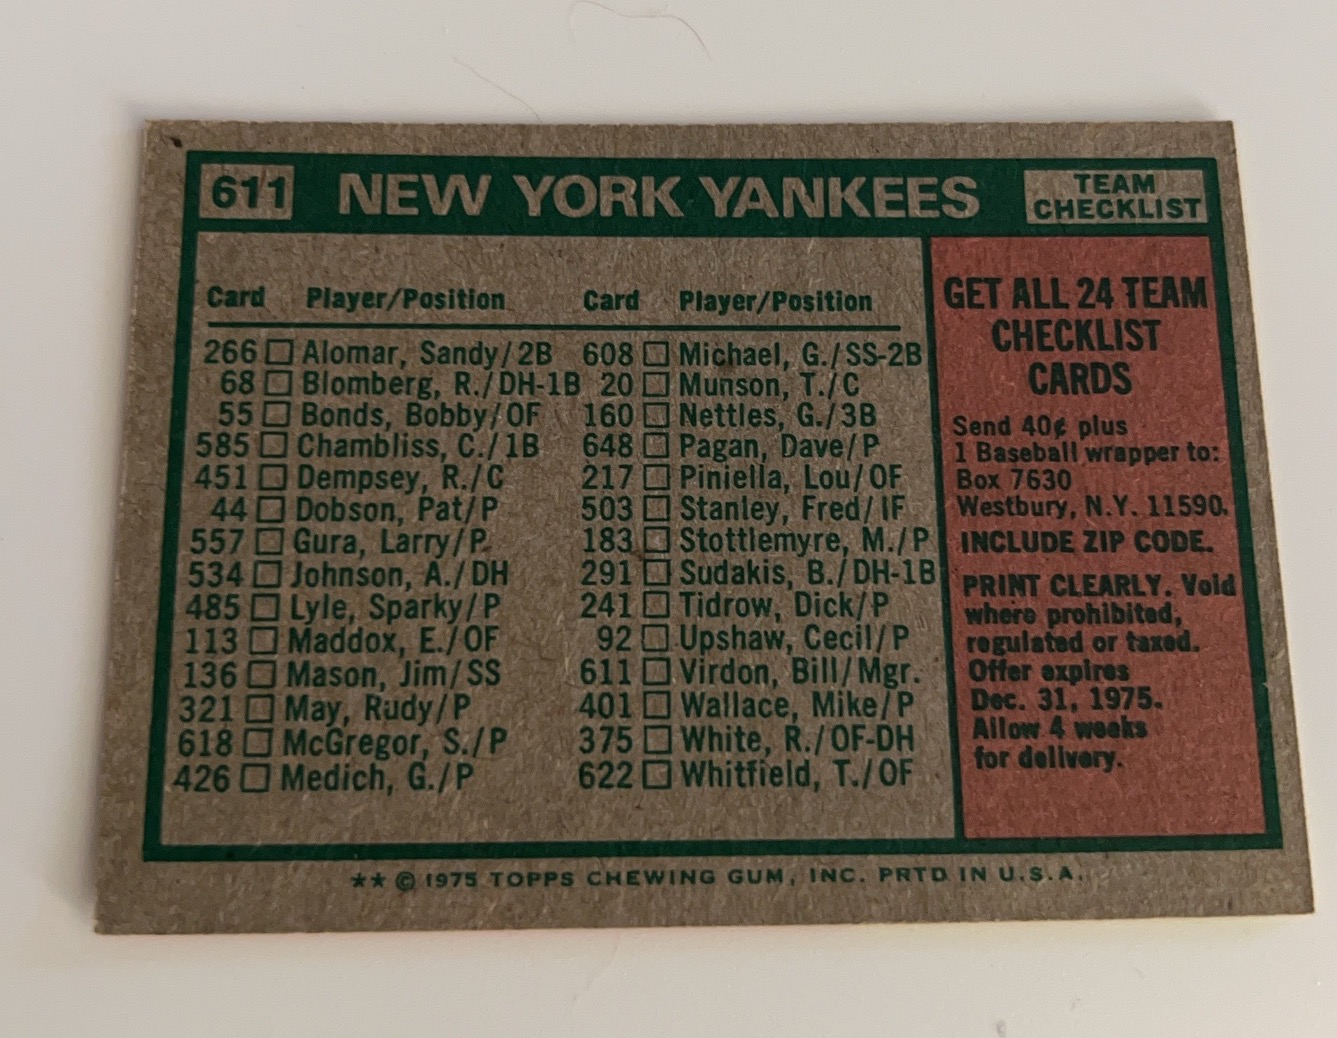 611 NEW YORK YANKEES TEAM CHECKLIST
Card Player/Position
266 □ Alomar, Sandy/2B
68 □ Blomberg, R./DH-1B
55 □ Bonds, Bobby/OF
585 □ Chambliss, C./1B
451 □ Dempsey, R./C
44 □ Dobson, Pat/P
557 □ Gura, Larry/P
534 □ Johnson, A./DH
485 □ Lyle, Sparky/P
113 □ Maddox, E./OF
136 □ Mason, Jim/SS
321 □ May, Rudy/P
618 □ McGregor, S./P
426 □ Medich, G./P
Card Player/Position
608 □ Michael, G./SS-2B
20 □ Munson, T./C
160 □ Nettles, G./3B
648 □ Pagan, Dave/P
217 □ Piniella, Lou/OF
503 □ Stanley, Fred/IF
183 □ Stottlemyre, M./P
291 □ Sudakis, B./DH-1B
241 □ Tidrow, Dick/P
92 □ Upshaw, Cecil/P
611 □ Virdon, Bill/Mgr.
401 □ Wallace, Mike/P
375 □ White, R./OF-DH
622 □ Whitfield, T./OF
GET ALL 24 TEAM
CHECKLIST
CARDS
Send 40¢ plus
1 Baseball wrapper to:
Box 7630
Westbury, N.Y. 11590.
INCLUDE ZIP CODE.
PRINT CLEARLY. Void
where prohibited,
regulated or taxed.
Offer expires
Dec. 31, 1975.
Allow 4 weeks
for delivery.
★★ © 1975 TOPPS CHEWING GUM, INC. PRTD IN U.S.A.